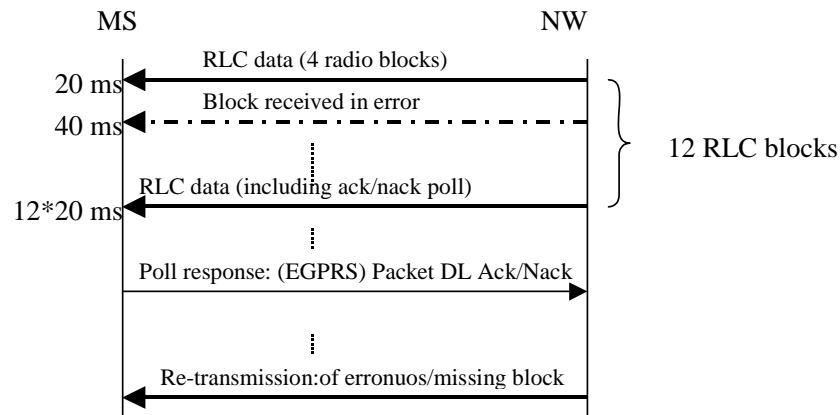 MS
NW
RLC data (4 radio blocks)
20 ms
Block received in error
40 ms
12 RLC blocks
RLC data (including ack/nack poll)
12*20 ms
Poll response: (EGPRS) Packet DL Ack/Nack
Re-transmission:of erronuos/missing block